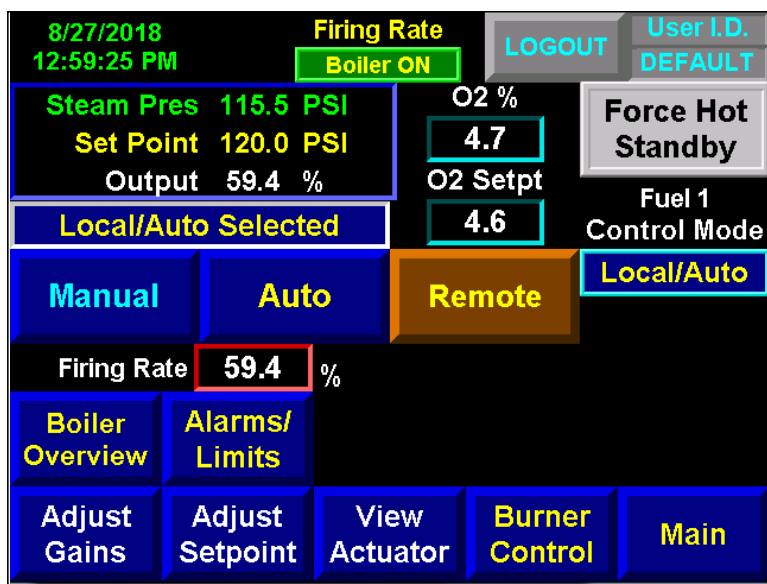 8/27/2018
12:59:25 PM
Firing Rate
Boiler ON
LOGOUT
User I.D.
DEFAULT
Steam Pres 115.5 PSI
Set Point 120.0 PSI
Output 59.4 %
O2 %
4.7
O2 Setpt
4.6
Force Hot
Standby
Local/Auto Selected
Fuel 1
Control Mode
Local/Auto
Manual
Auto
Remote
Firing Rate 59.4 %
Boiler
Overview
Alarms/
Limits
Adjust
Gains
Adjust
Setpoint
View
Actuator
Burner
Control
Main